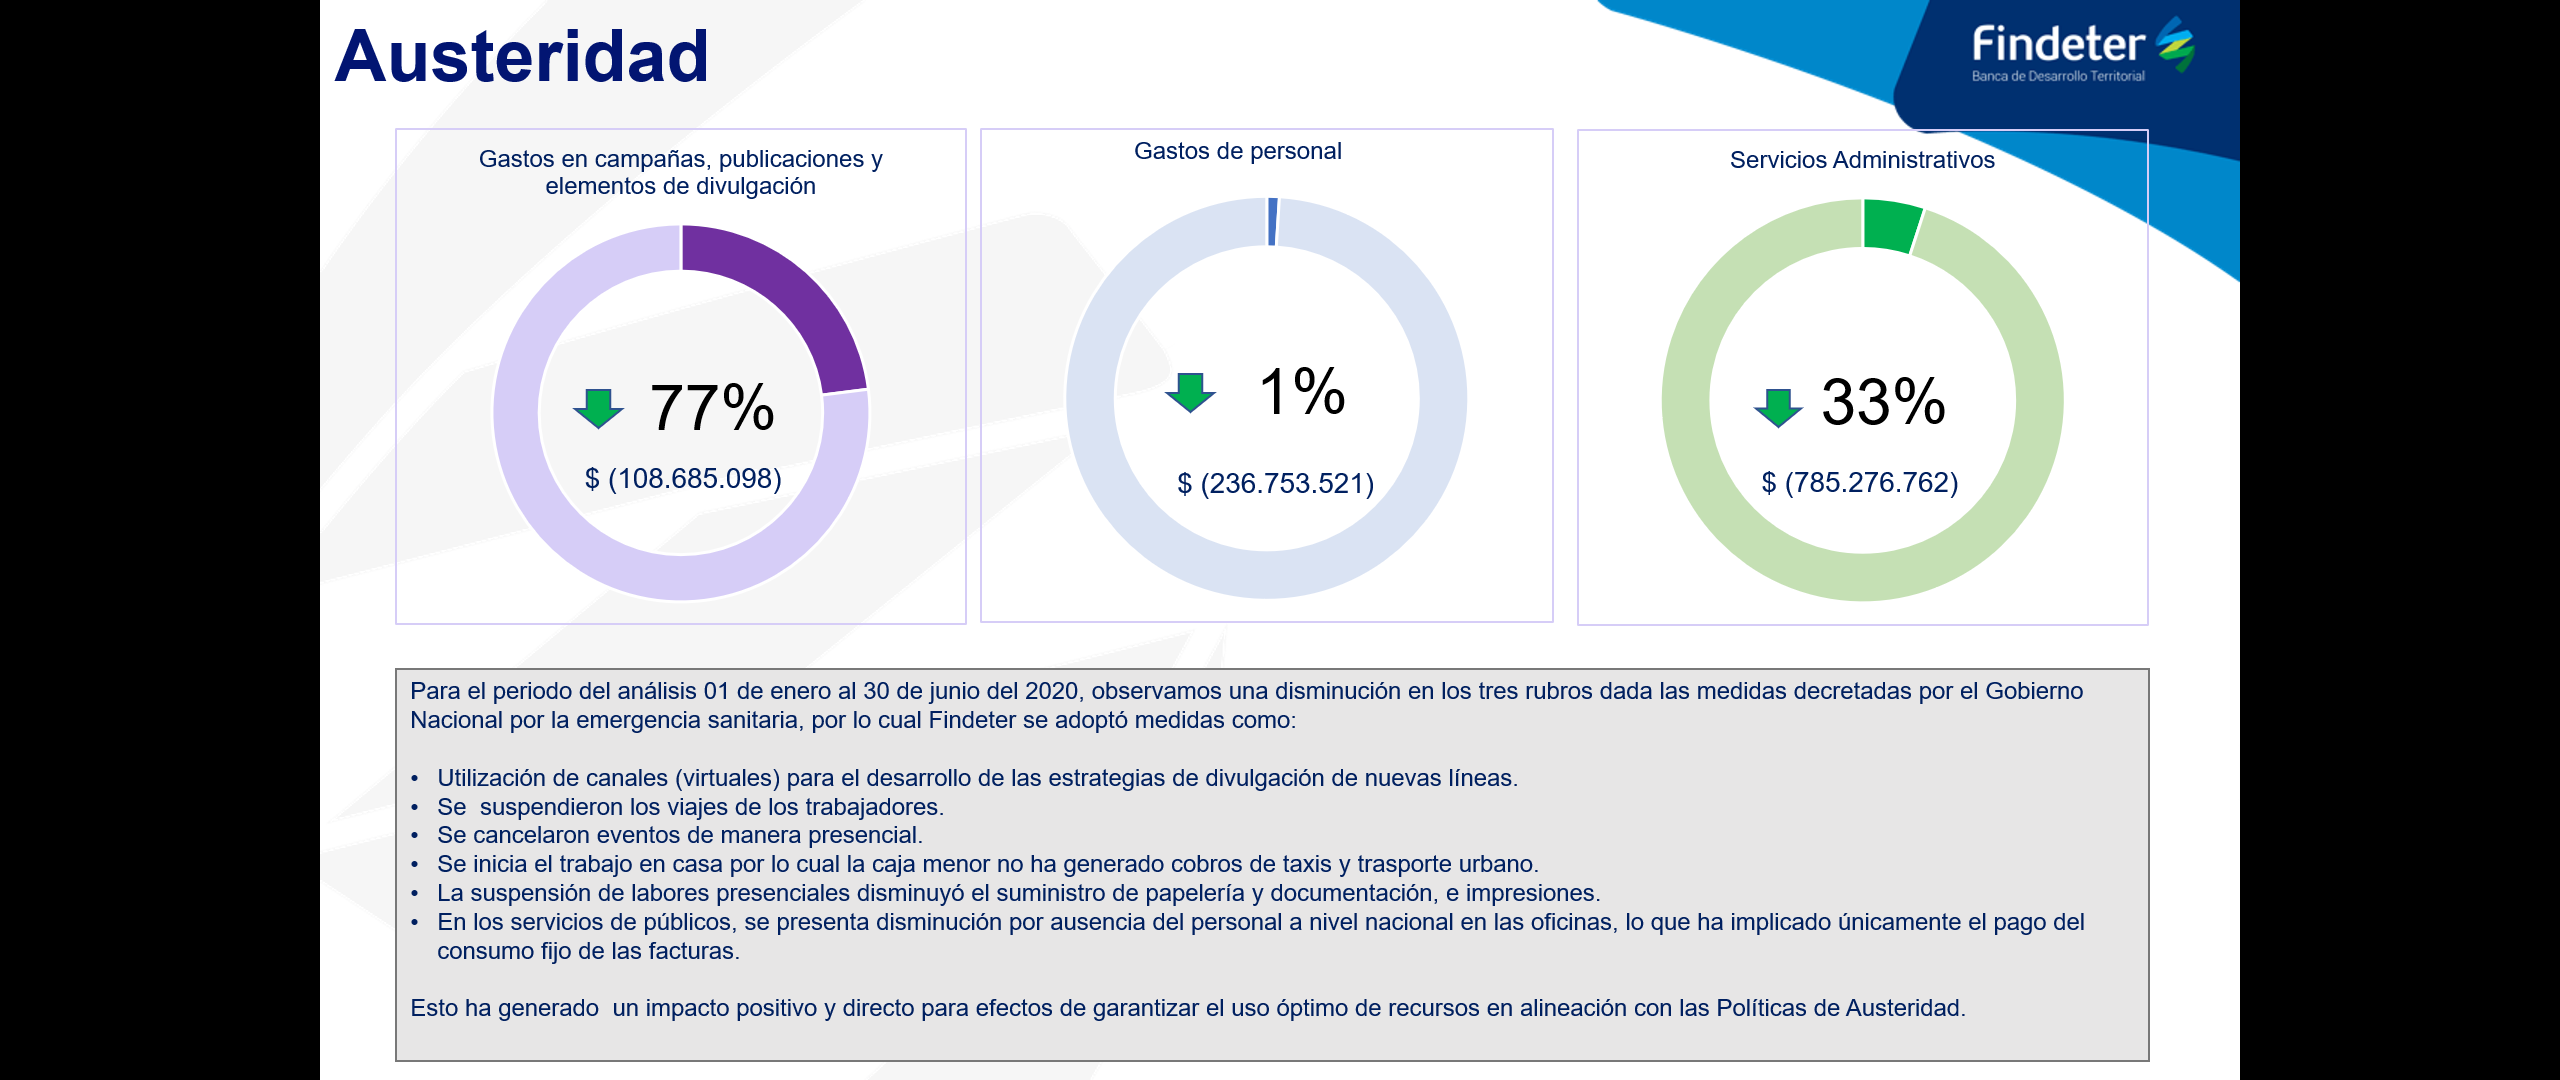 Austeridad
Findeter
Banca de Desarrollo Territorial
Gastos en campañas, publicaciones y
elementos de divulgación
77%
$ (108.685.098)
Gastos de personal
1%
$ (236.753.521)
Servicios Administrativos
33%
$ (785.276.762)
Para el periodo del análisis 01 de enero al 30 de junio del 2020, observamos una disminución en los tres rubros dada las medidas decretadas por el Gobierno
Nacional por la emergencia sanitaria, por lo cual Findeter se adoptó medidas como:
• Utilización de canales (virtuales) para el desarrollo de las estrategias de divulgación de nuevas líneas.
• Se  suspendieron los viajes de los trabajadores.
• Se cancelaron eventos de manera presencial.
• Se inicia el trabajo en casa por lo cual la caja menor no ha generado cobros de taxis y trasporte urbano.
• La suspensión de labores presenciales disminuyó el suministro de papelería y documentación, e impresiones.
• En los servicios de públicos, se presenta disminución por ausencia del personal a nivel nacional en las oficinas, lo que ha implicado únicamente el pago del
consumo fijo de las facturas.
Esto ha generado  un impacto positivo y directo para efectos de garantizar el uso óptimo de recursos en alineación con las Políticas de Austeridad.